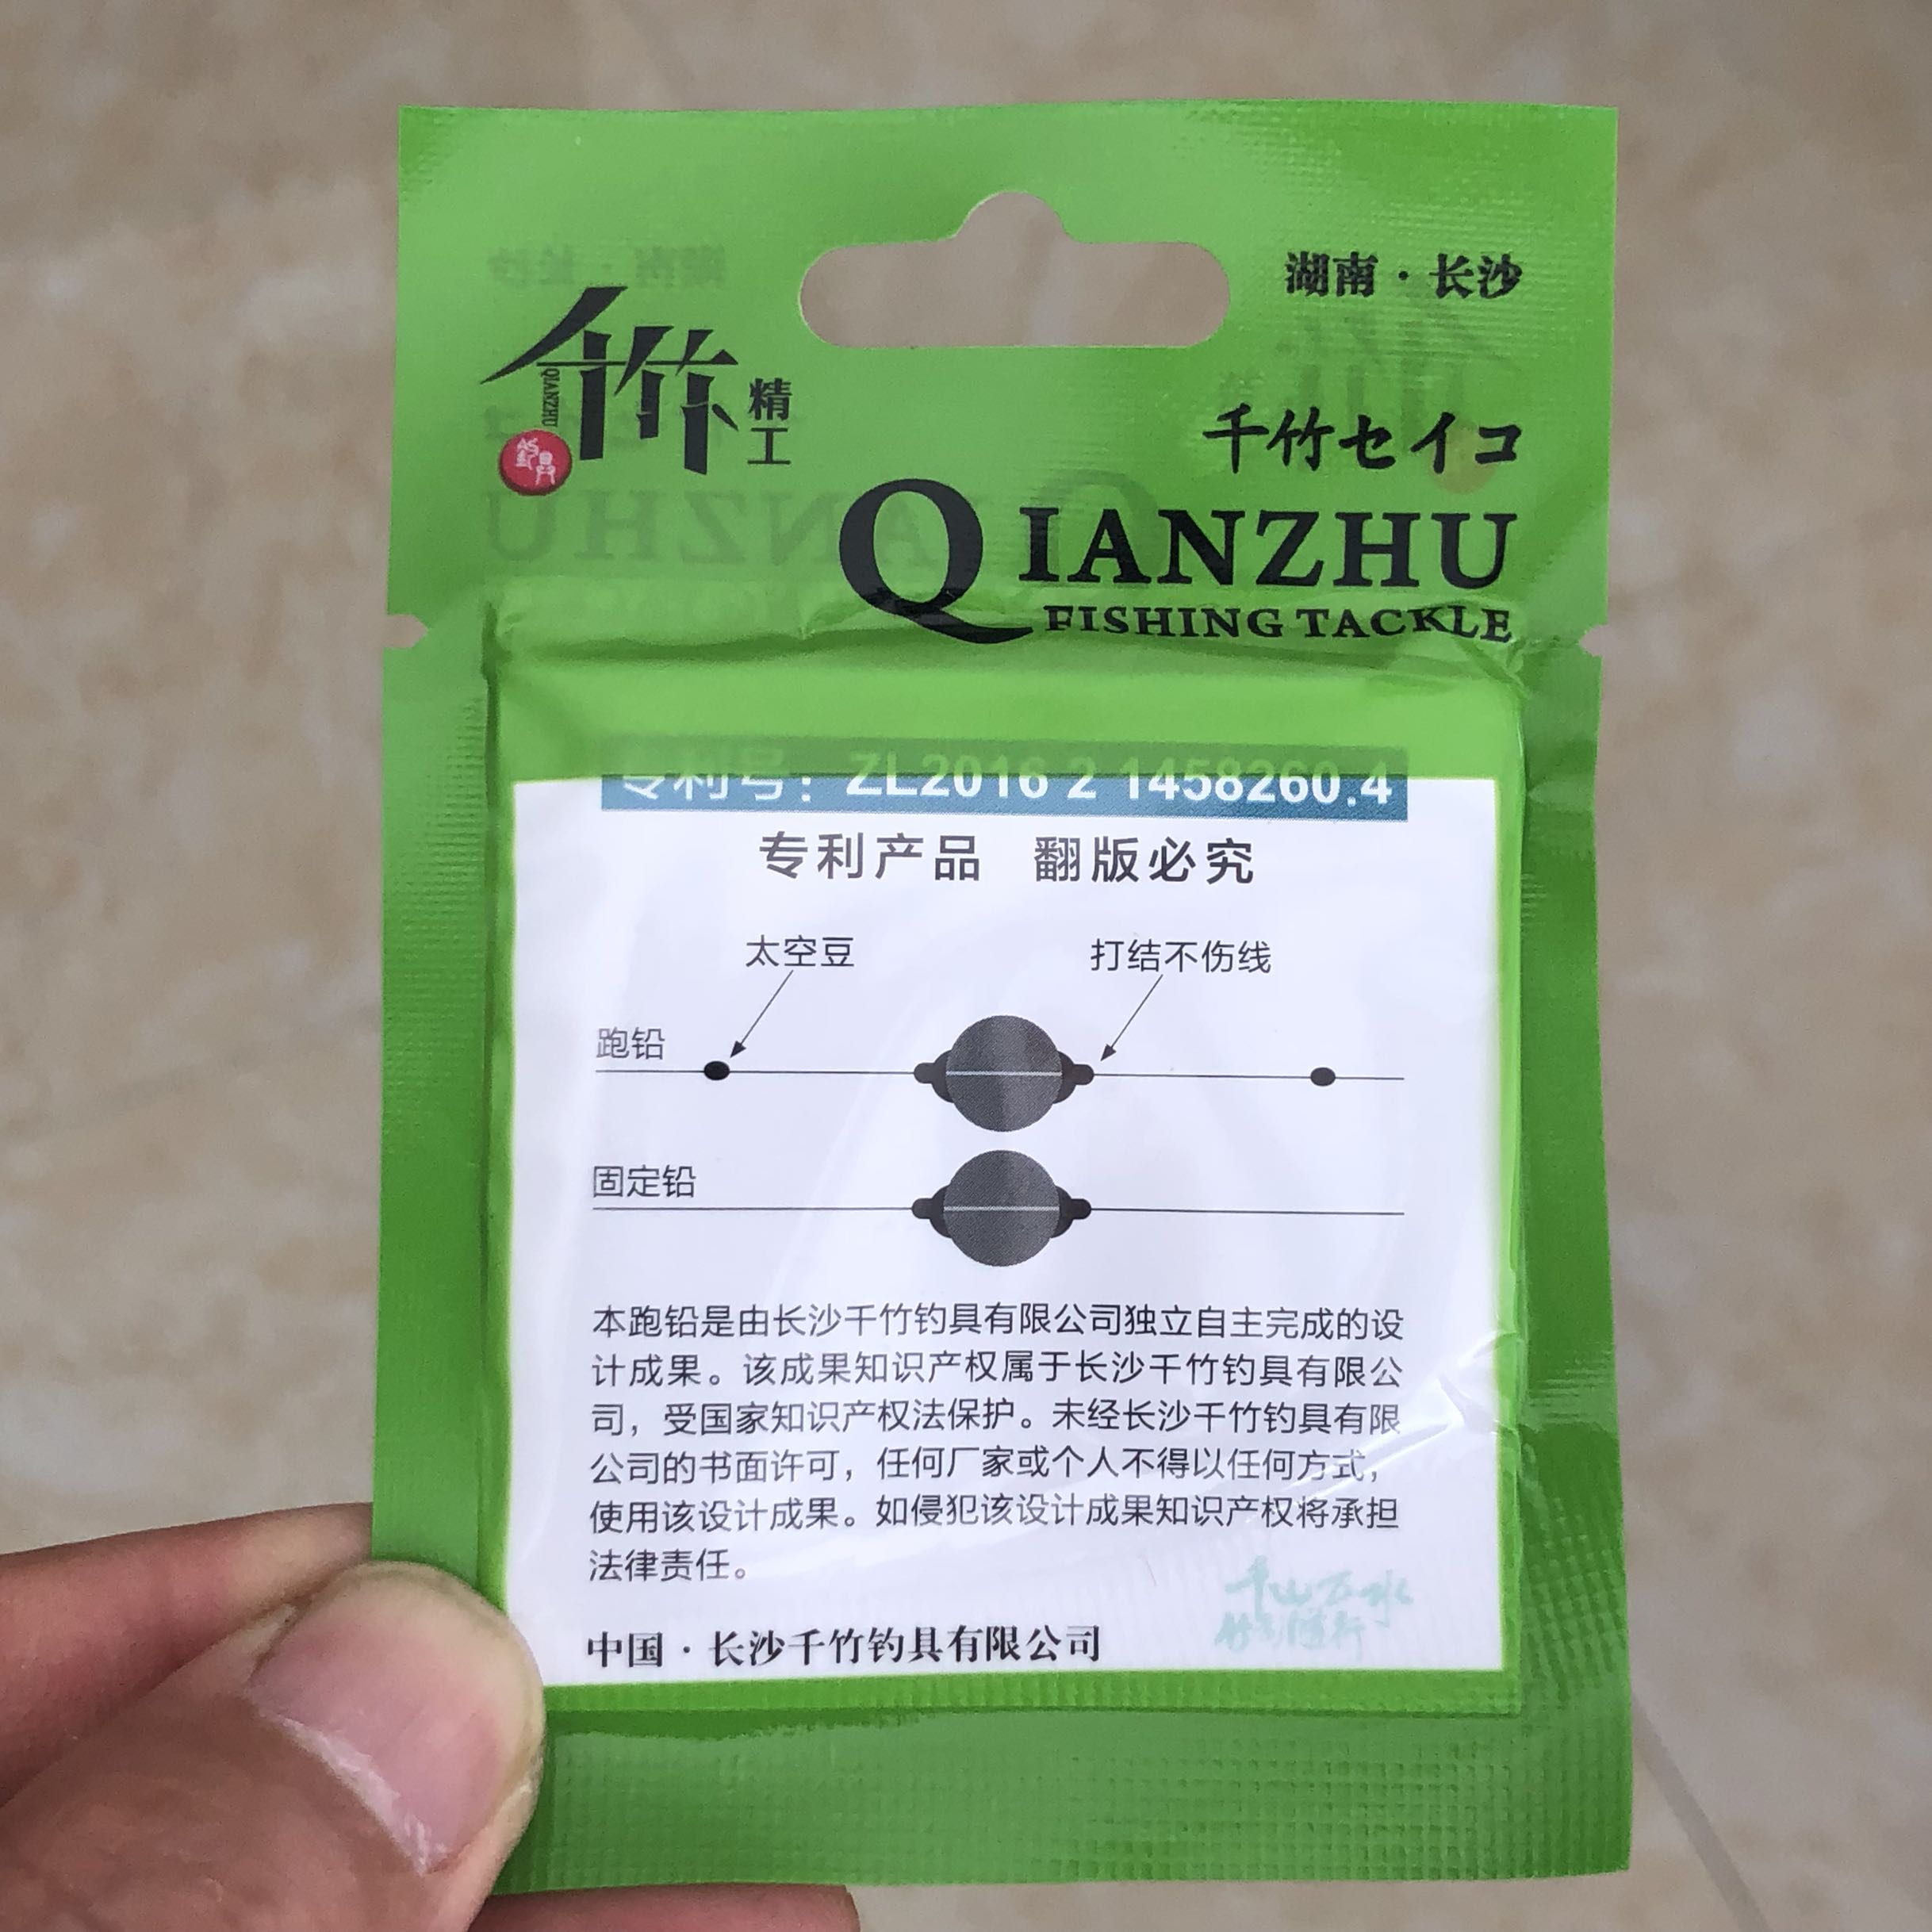 湖南·长沙
千竹
QIANZHU
精工
钓具
千竹セイコ
QIANZHU
FISHING TACKLE
专利号：ZL2016 2 1458260.4
专利产品 翻版必究
太空豆
打结不伤线
跑铅
固定铅
本跑铅是由长沙千竹钓具有限公司独立自主完成的设
计成果。该成果知识产权属于长沙千竹钓具有限公
司，受国家知识产权法保护。未经长沙千竹钓具有限
公司的书面许可，任何厂家或个人不得以任何方式，
使用该设计成果。如侵犯该设计成果知识产权将承担
法律责任。
千山万水
中国·长沙千竹钓具有限公司